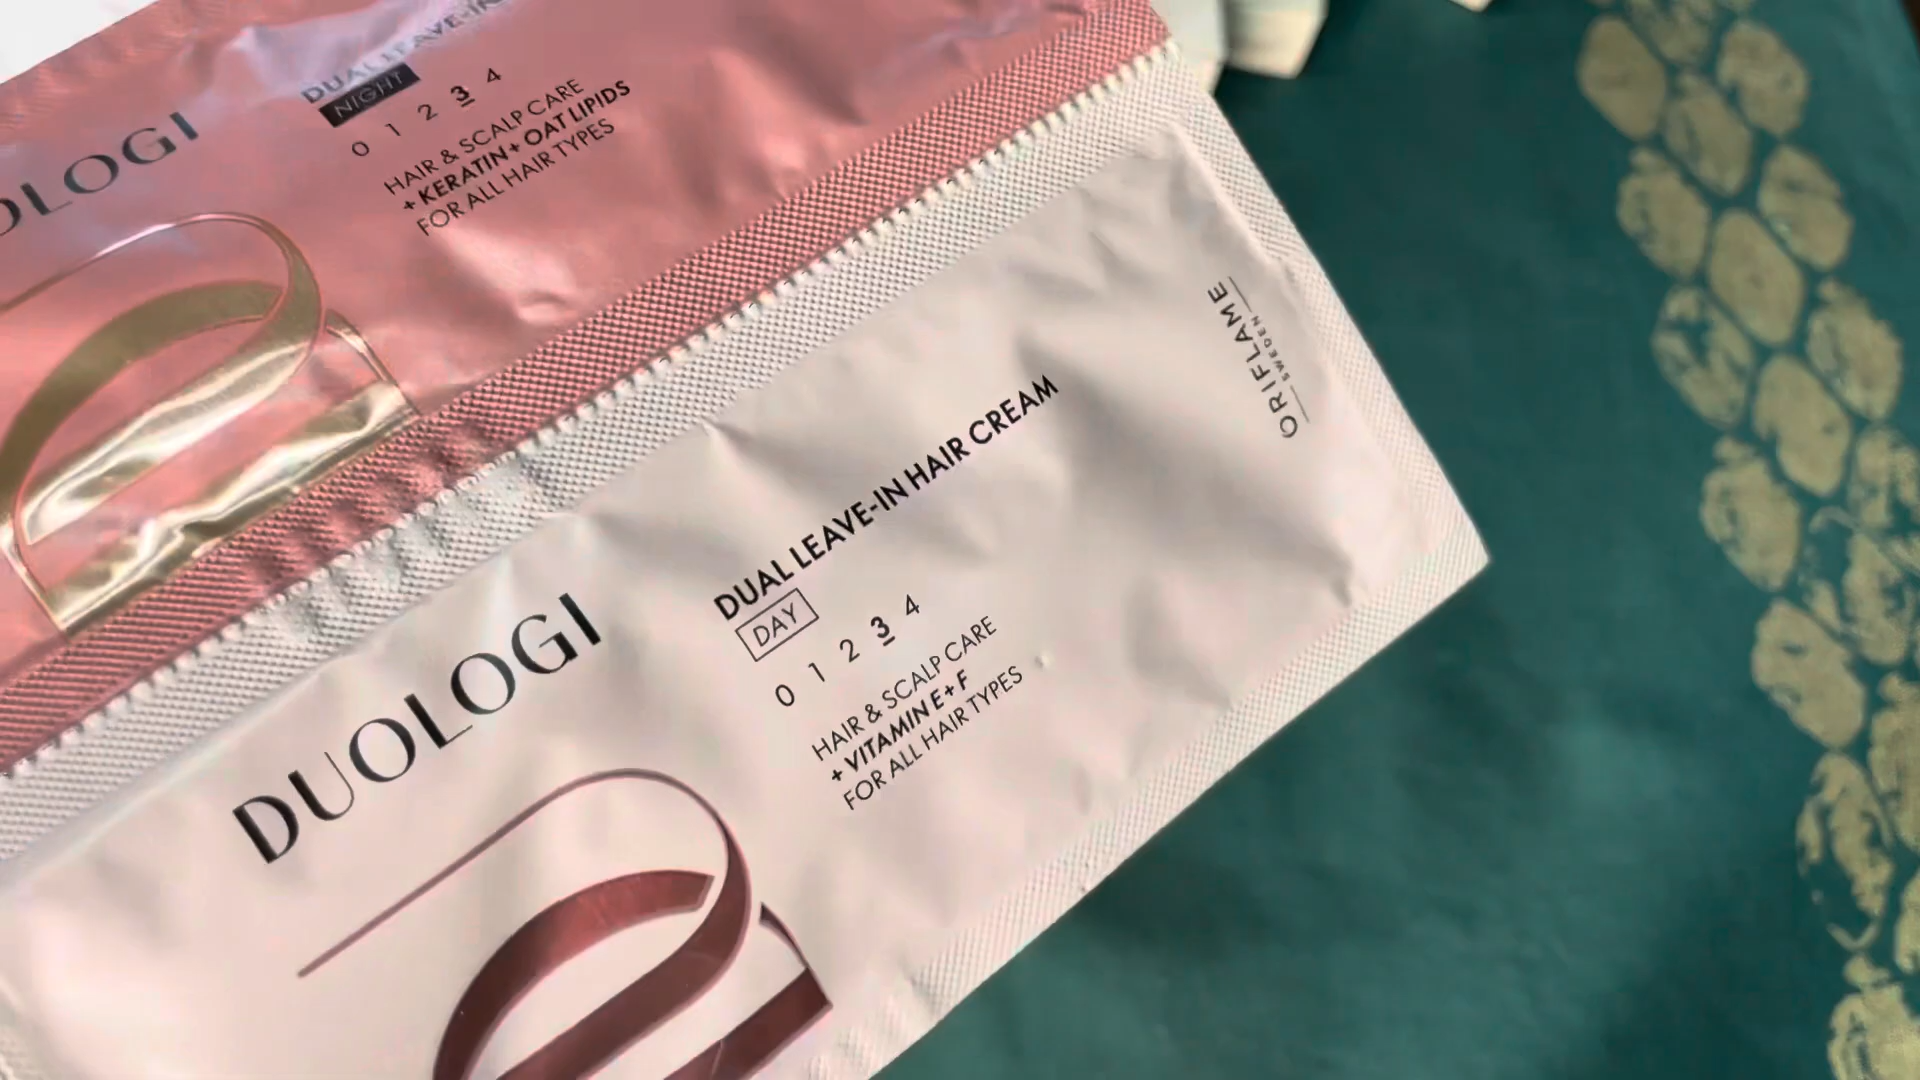 DUAL LEAVE-IN
NIGHT
0 1 2 3 4
HAIR & SCALP CARE
+ KERATIN + OAT LIPIDS
FOR ALL HAIR TYPES
OLOGI
ORIFLAME
SWEDEN
DUAL LEAVE-IN HAIR CREAM
DAY
0 1 2 3 4
HAIR & SCALP CARE
+ VITAMIN E + F
FOR ALL HAIR TYPES
DUOLOGI